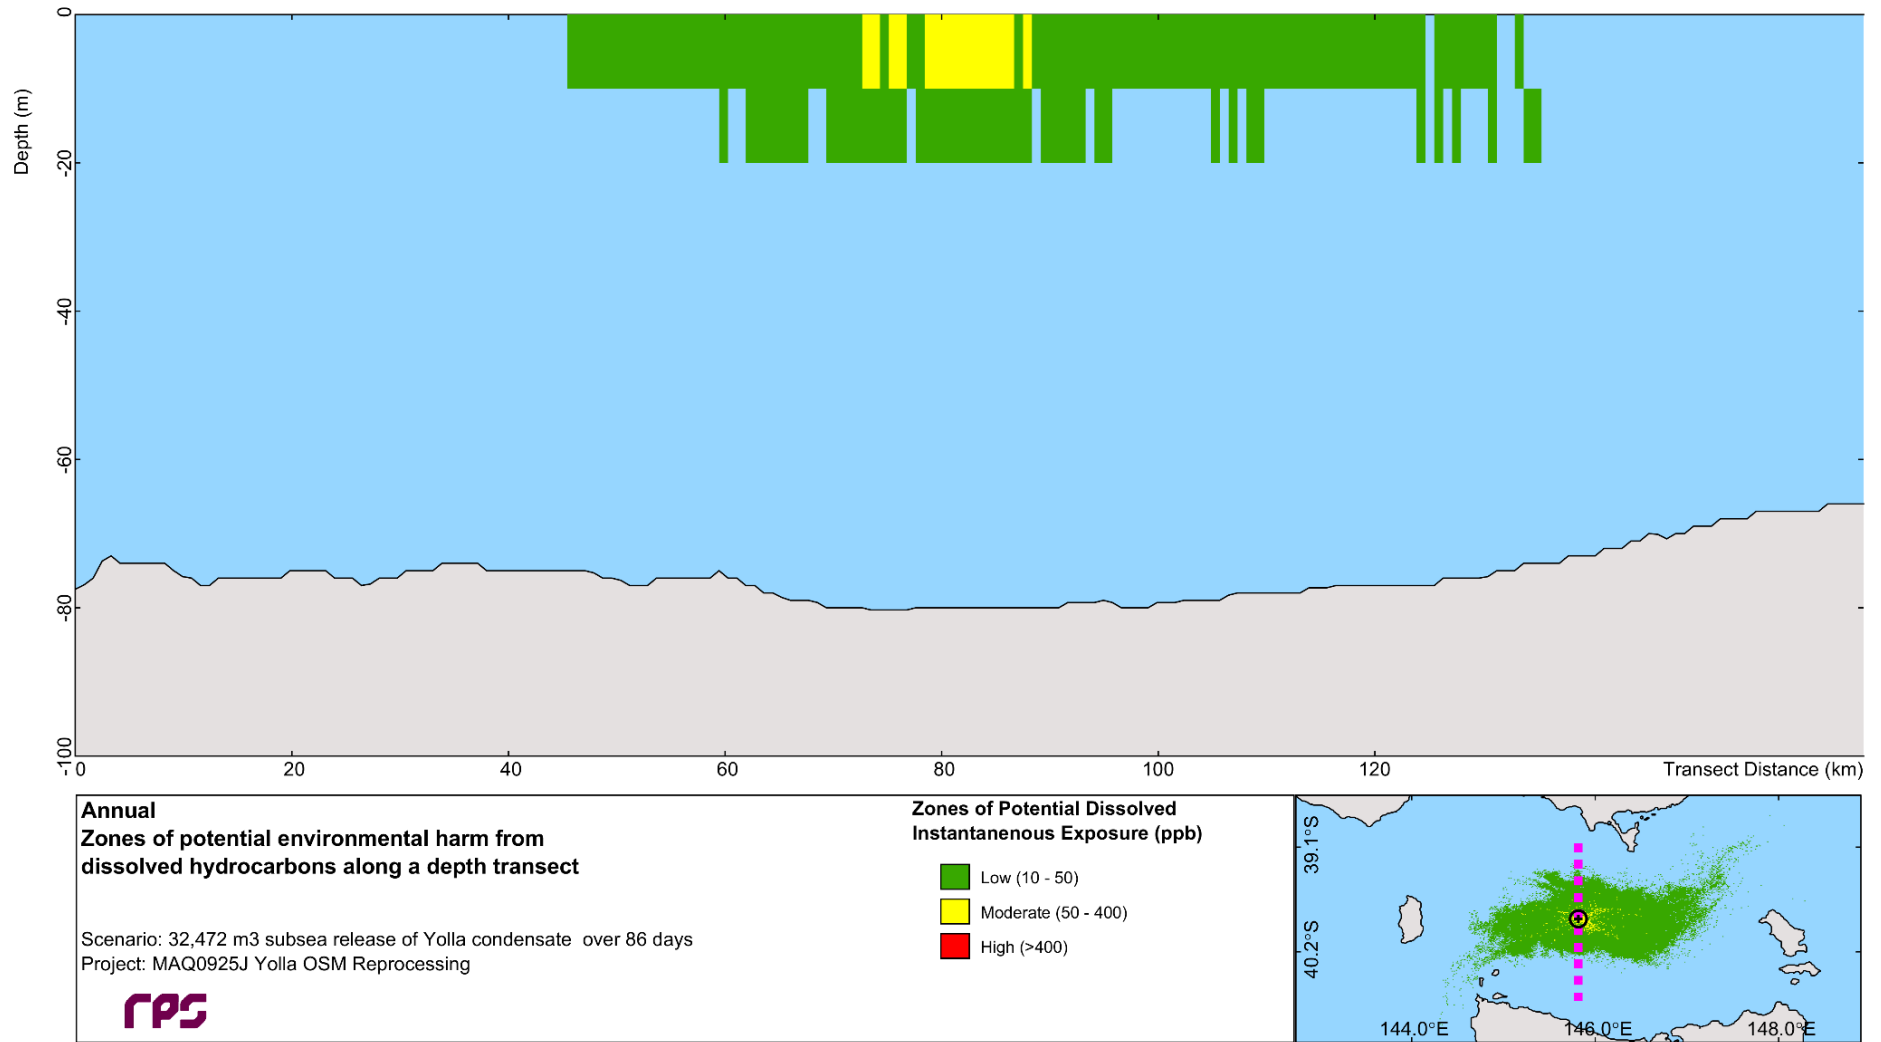 Depth (m)
0
-20
-40
-60
-80
-100
0
20
40
60
80
100
120
Transect Distance (km)
Annual
Zones of potential environmental harm from
dissolved hydrocarbons along a depth transect
Scenario: 32,472 m3 subsea release of Yolla condensate over 86 days
Project: MAQ0925J Yolla OSM Reprocessing
rps
Zones of Potential Dissolved
Instantanenous Exposure (ppb)
Low (10 - 50)
Moderate (50 - 400)
High (>400)
39.1°S
40.2°S
144.0°E
146.0°E
148.0°E